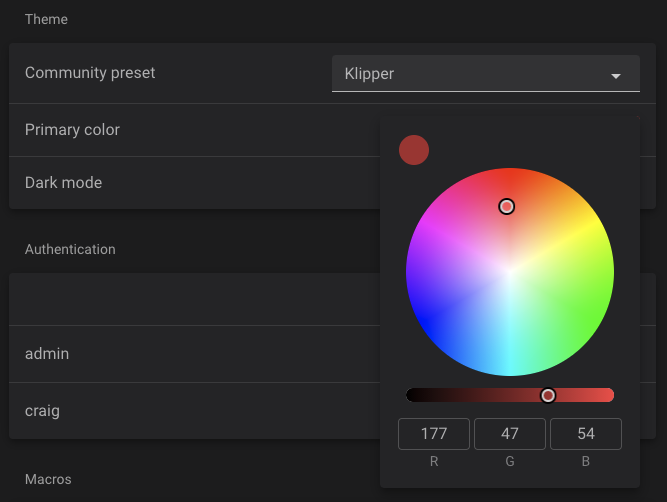 Theme
Community preset
Klipper
Primary color
Dark mode
Authentication
admin
craig
177 47 54
R G B
Macros